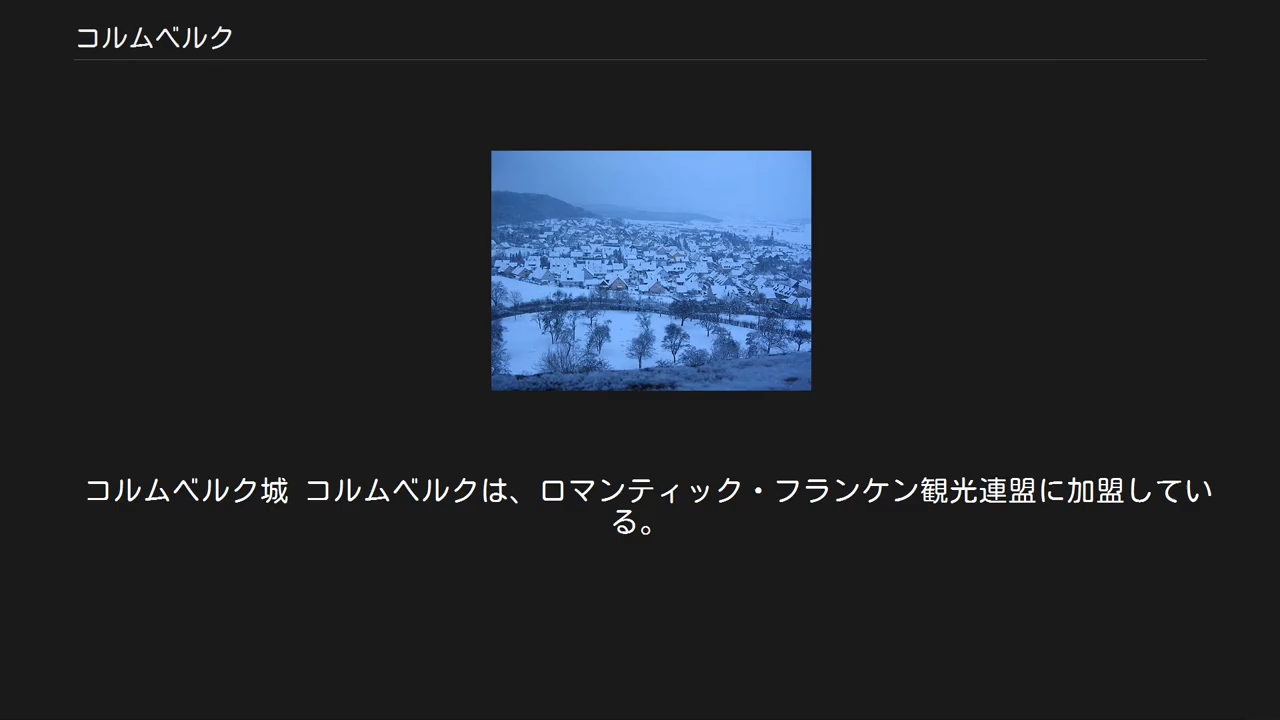 コルムベルク
コルムベルク城 コルムベルクは、ロマンティック・フランケン観光連盟に加盟してい
る。